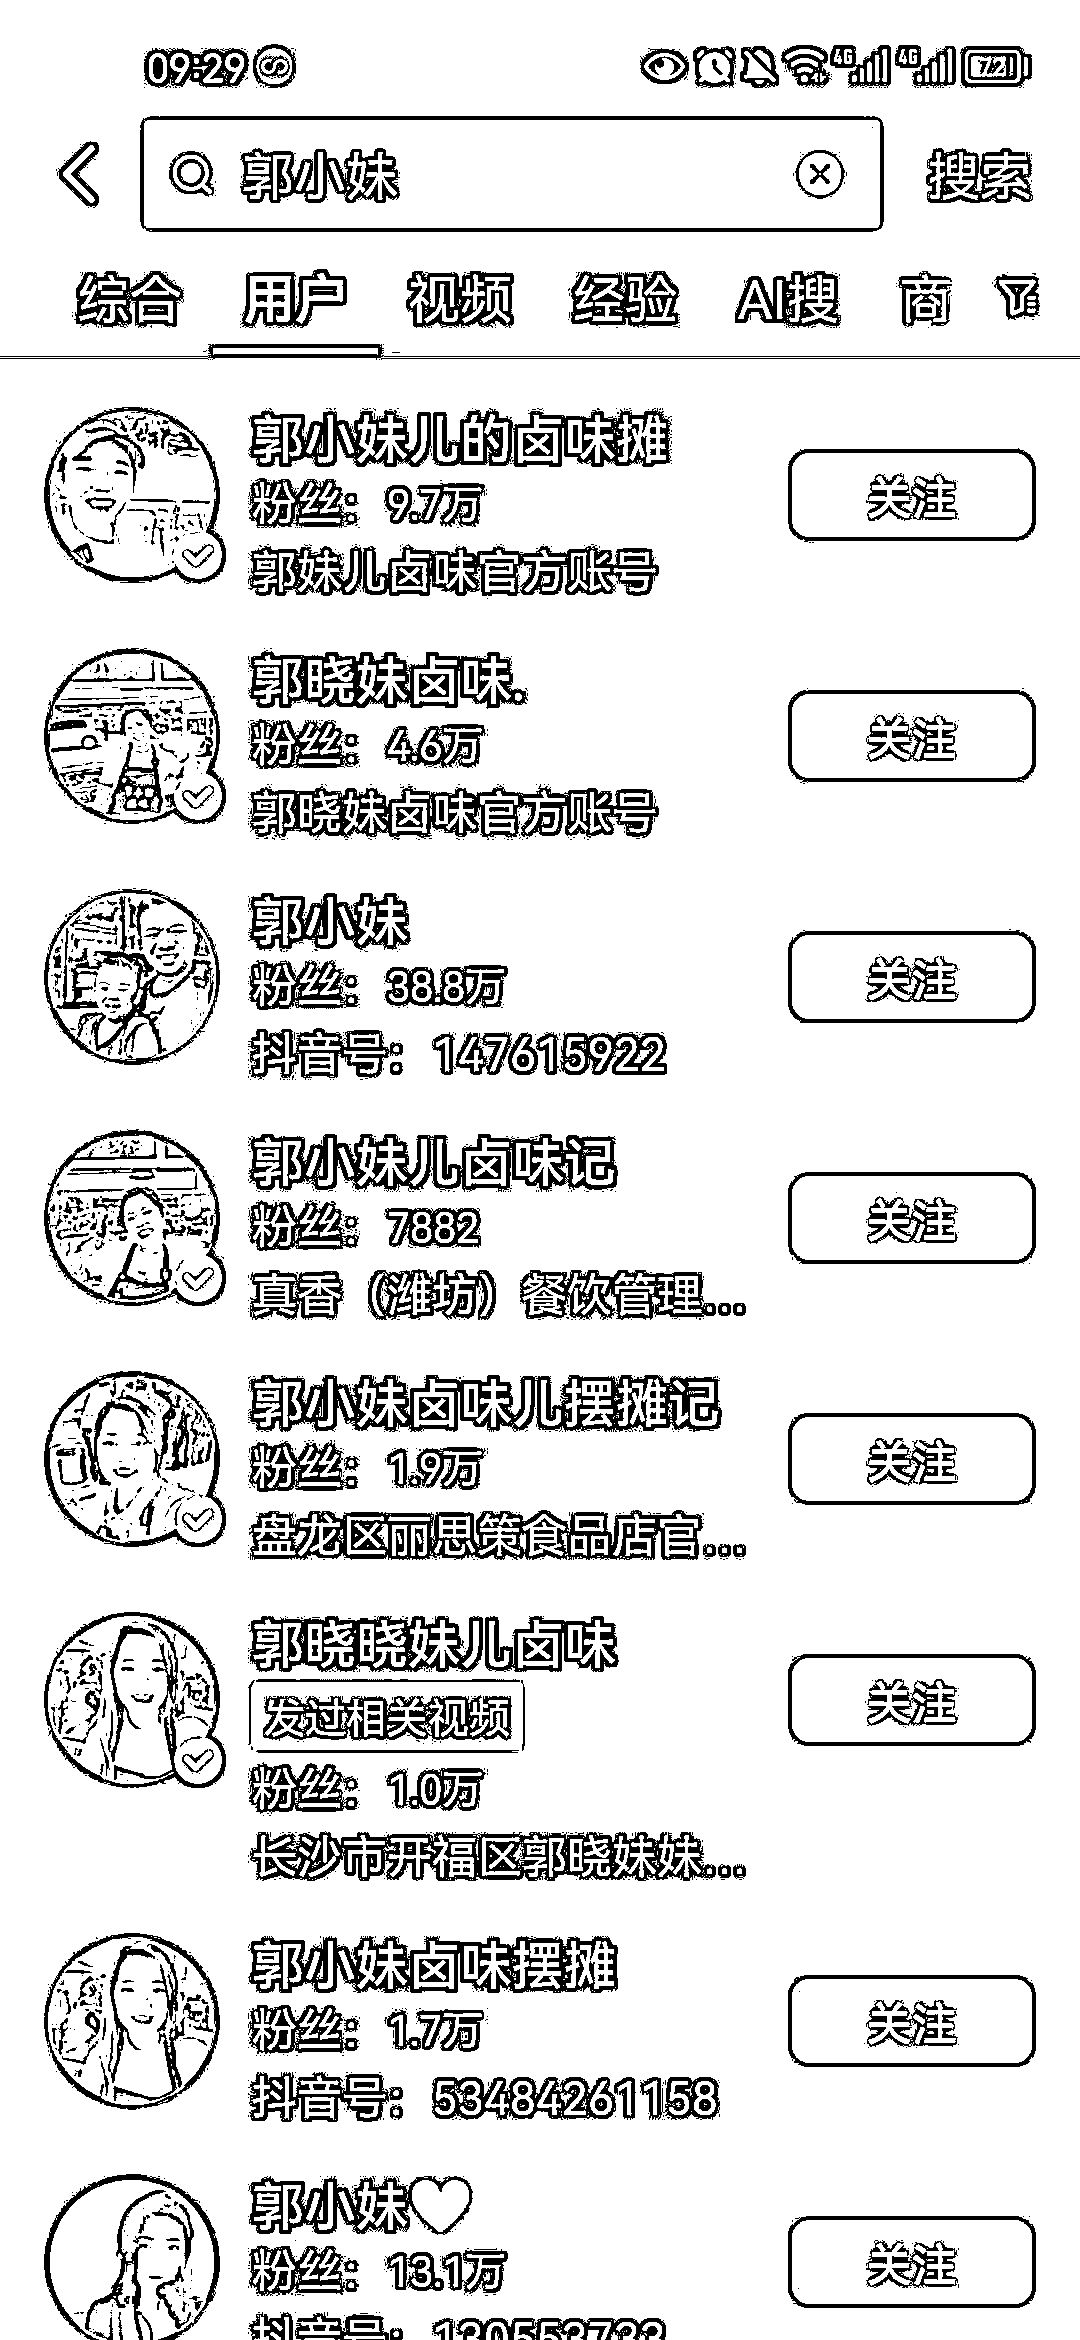 09:29
4G 4G 72
郭小妹
搜索
综合 用户 视频 经验 AI搜 商
郭小妹儿的卤味摊
粉丝：9.7万
郭妹儿卤味官方账号
关注
郭晓妹卤味.
粉丝：4.6万
郭晓妹卤味官方账号
关注
郭小妹
粉丝：38.8万
抖音号：147615922
关注
郭小妹儿卤味记
粉丝：7882
真香（潍坊）餐饮管理...
关注
郭小妹卤味儿摆摊记
粉丝：1.9万
盘龙区丽思策食品店官...
关注
郭晓晓妹儿卤味
发过相关视频
粉丝：1.0万
长沙市开福区郭晓妹妹...
关注
郭小妹卤味摆摊
粉丝：1.7万
抖音号：53484261158
关注
郭小妹♡
粉丝：13.1万
关注